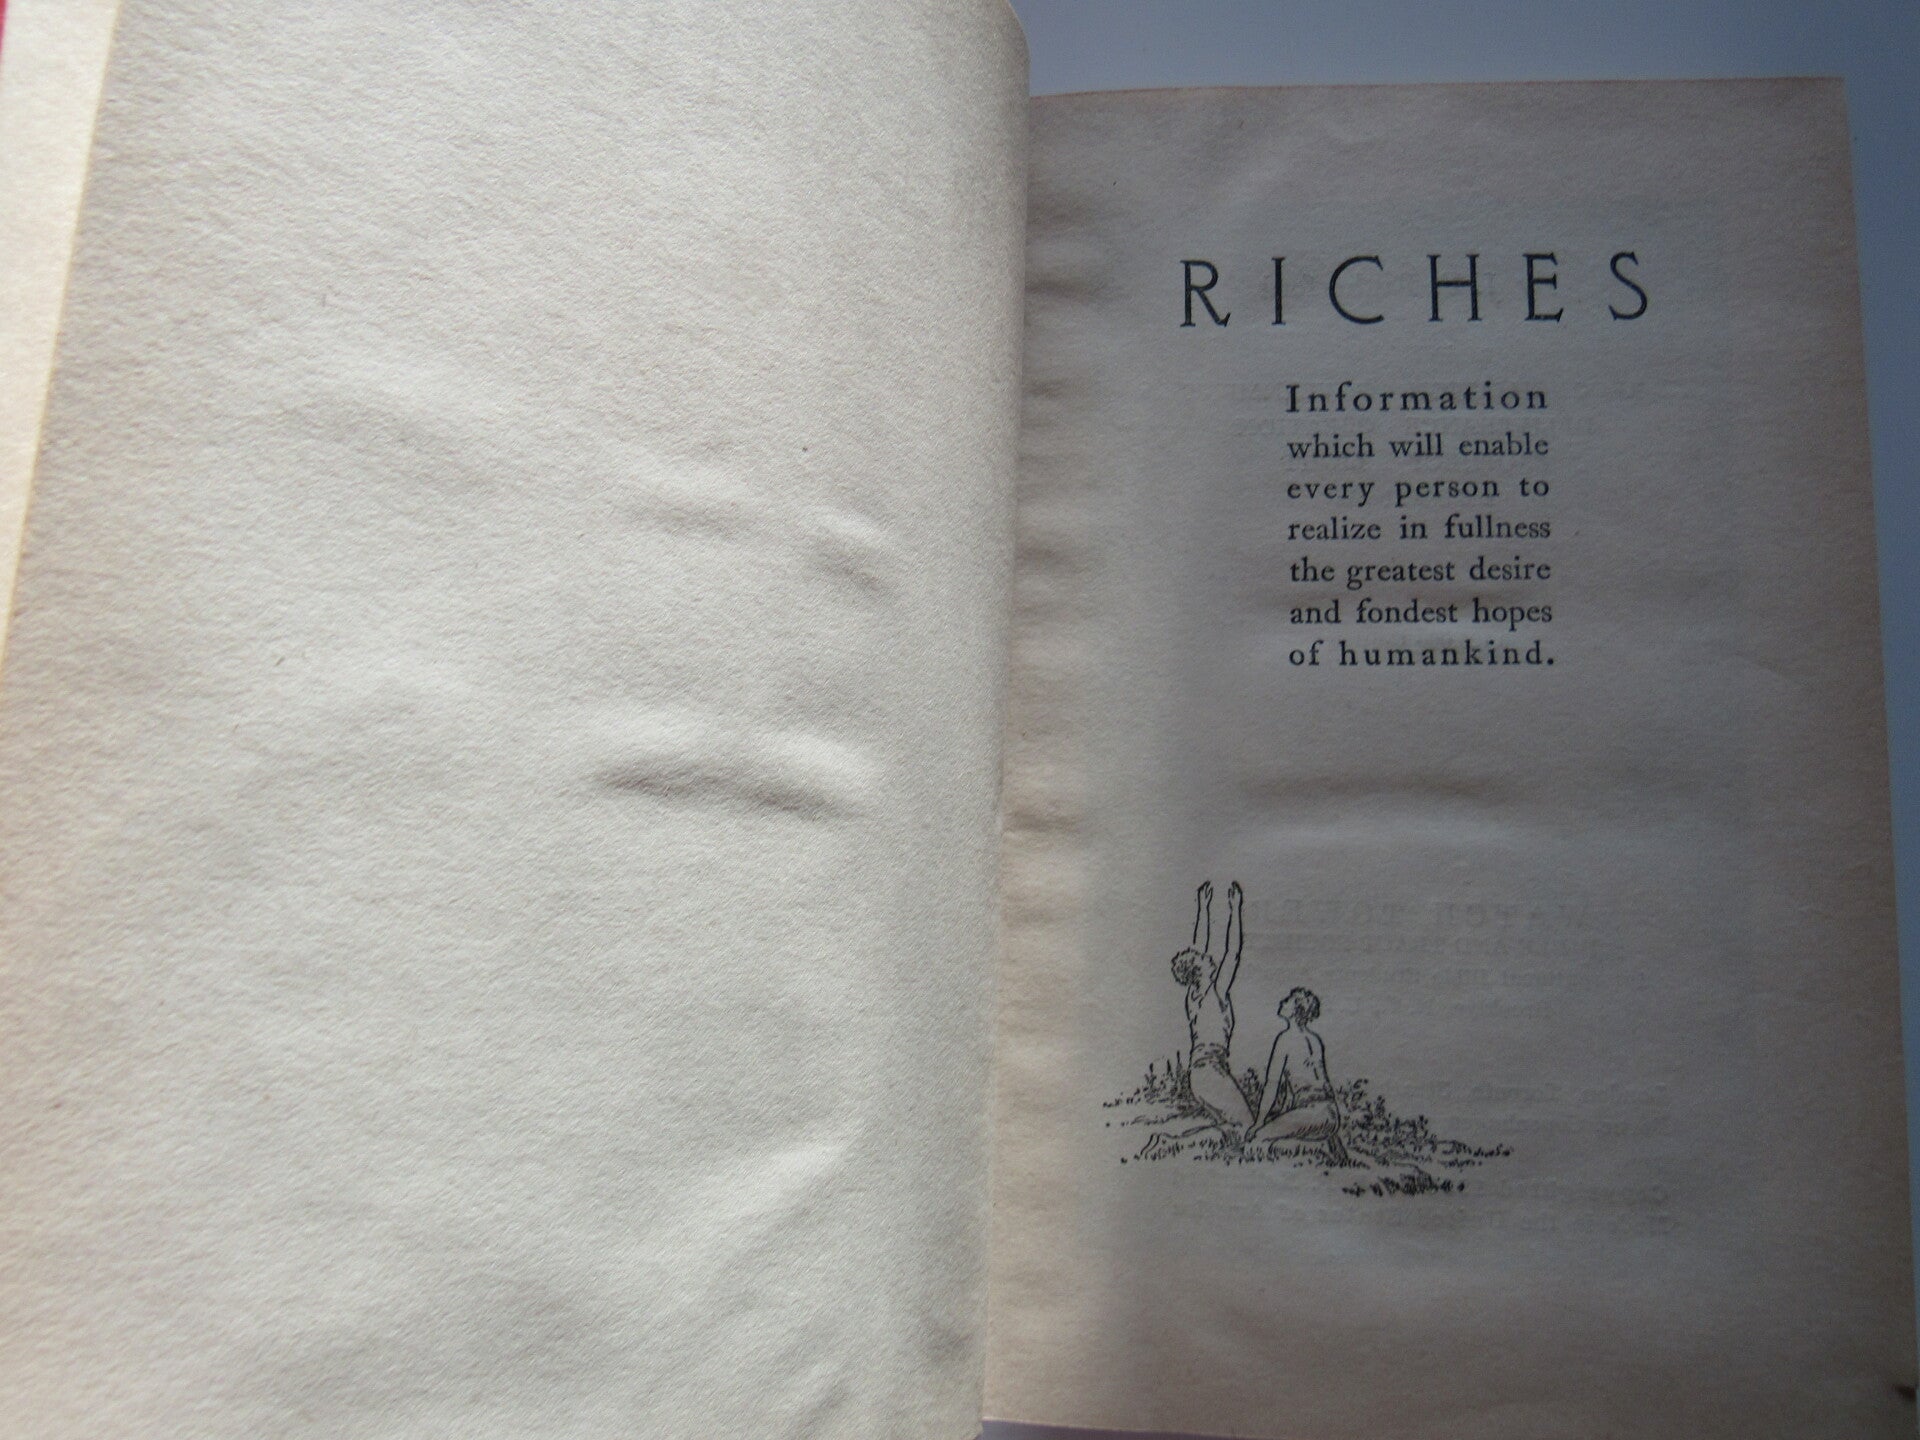 RICHES
Information
which will enable
every person to
realize in fullness
the greatest desire
and fondest hopes
of humankind.